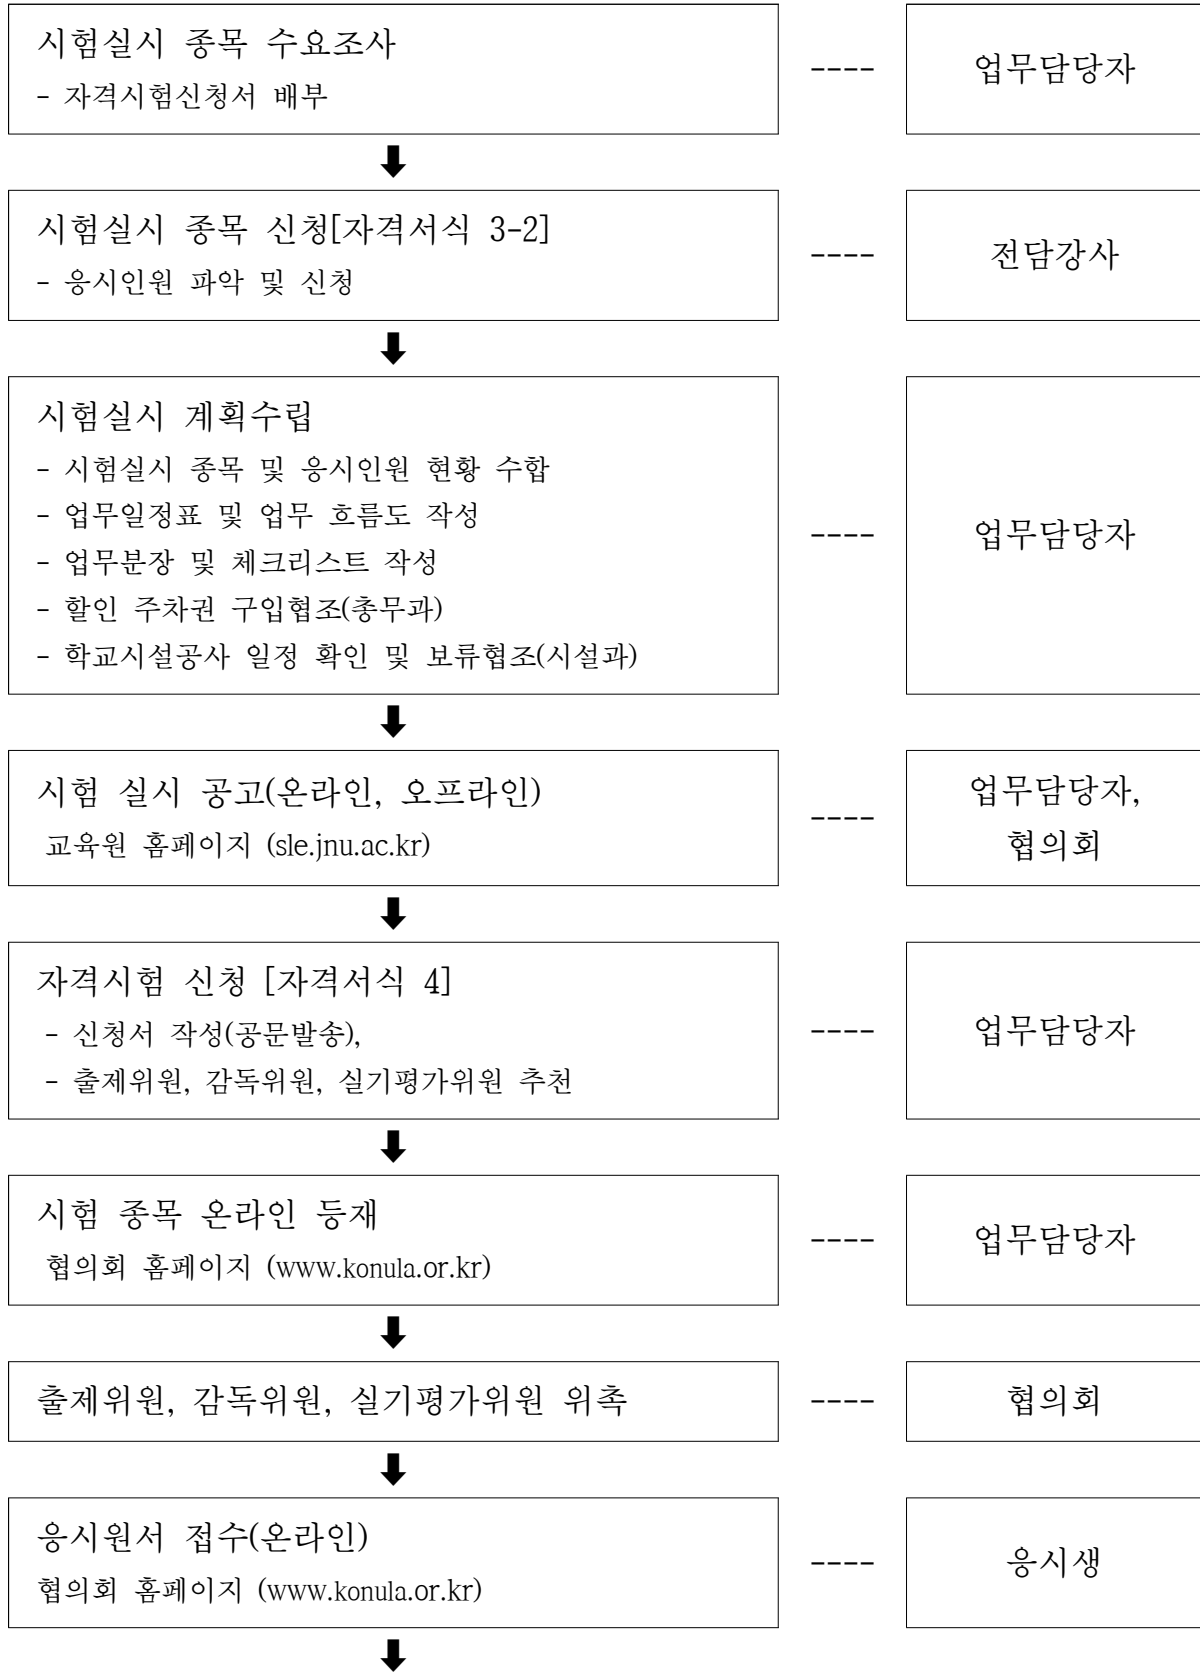 시험실시 종목 수요조사
- 자격시험신청서 배부
----
업무담당자
시험실시 종목 신청[자격서식 3-2]
- 응시인원 파악 및 신청
----
전담강사
시험실시 계획수립
- 시험실시 종목 및 응시인원 현황 수합
- 업무일정표 및 업무 흐름도 작성
- 업무분장 및 체크리스트 작성
- 할인 주차권 구입협조(총무과)
- 학교시설공사 일정 확인 및 보류협조(시설과)
----
업무담당자
시험 실시 공고(온라인, 오프라인)
교육원 홈페이지 (sle.jnu.ac.kr)
----
업무담당자,
협의회
자격시험 신청 [자격서식 4]
- 신청서 작성(공문발송),
- 출제위원, 감독위원, 실기평가위원 추천
----
업무담당자
시험 종목 온라인 등재
협의회 홈페이지 (www.konula.or.kr)
----
업무담당자
출제위원, 감독위원, 실기평가위원 위촉
----
협의회
응시원서 접수(온라인)
협의회 홈페이지 (www.konula.or.kr)
----
응시생